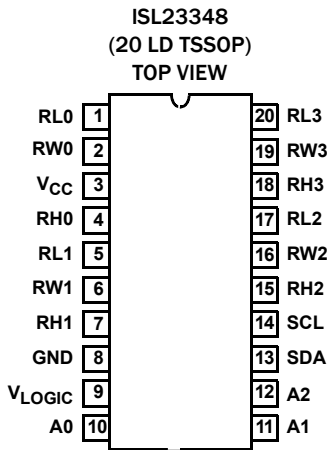 ISL23348
(20 LD TSSOP)
TOP VIEW
RL0 1 20 RL3
RW0 2 19 RW3
VCC 3 18 RH3
RH0 4 17 RL2
RL1 5 16 RW2
RW1 6 15 RH2
RH1 7 14 SCL
GND 8 13 SDA
VLOGIC 9 12 A2
A0 10 11 A1